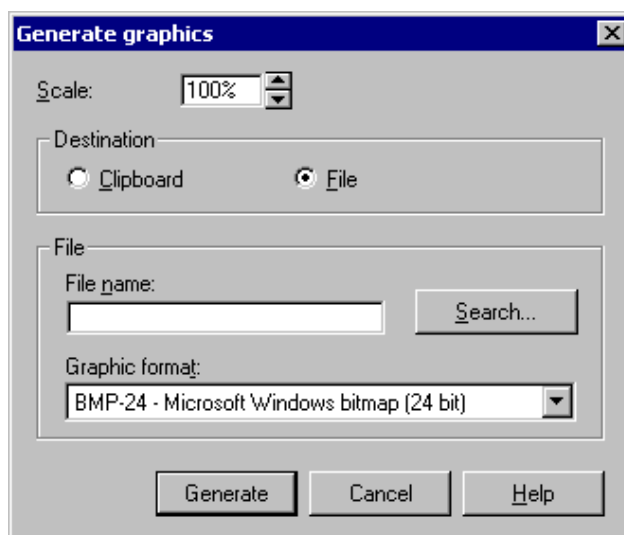 Generate graphics
Scale: 100%
Destination
Clipboard File
File
File name:
Search...
Graphic format:
BMP-24 - Microsoft Windows bitmap (24 bit)
Generate Cancel Help